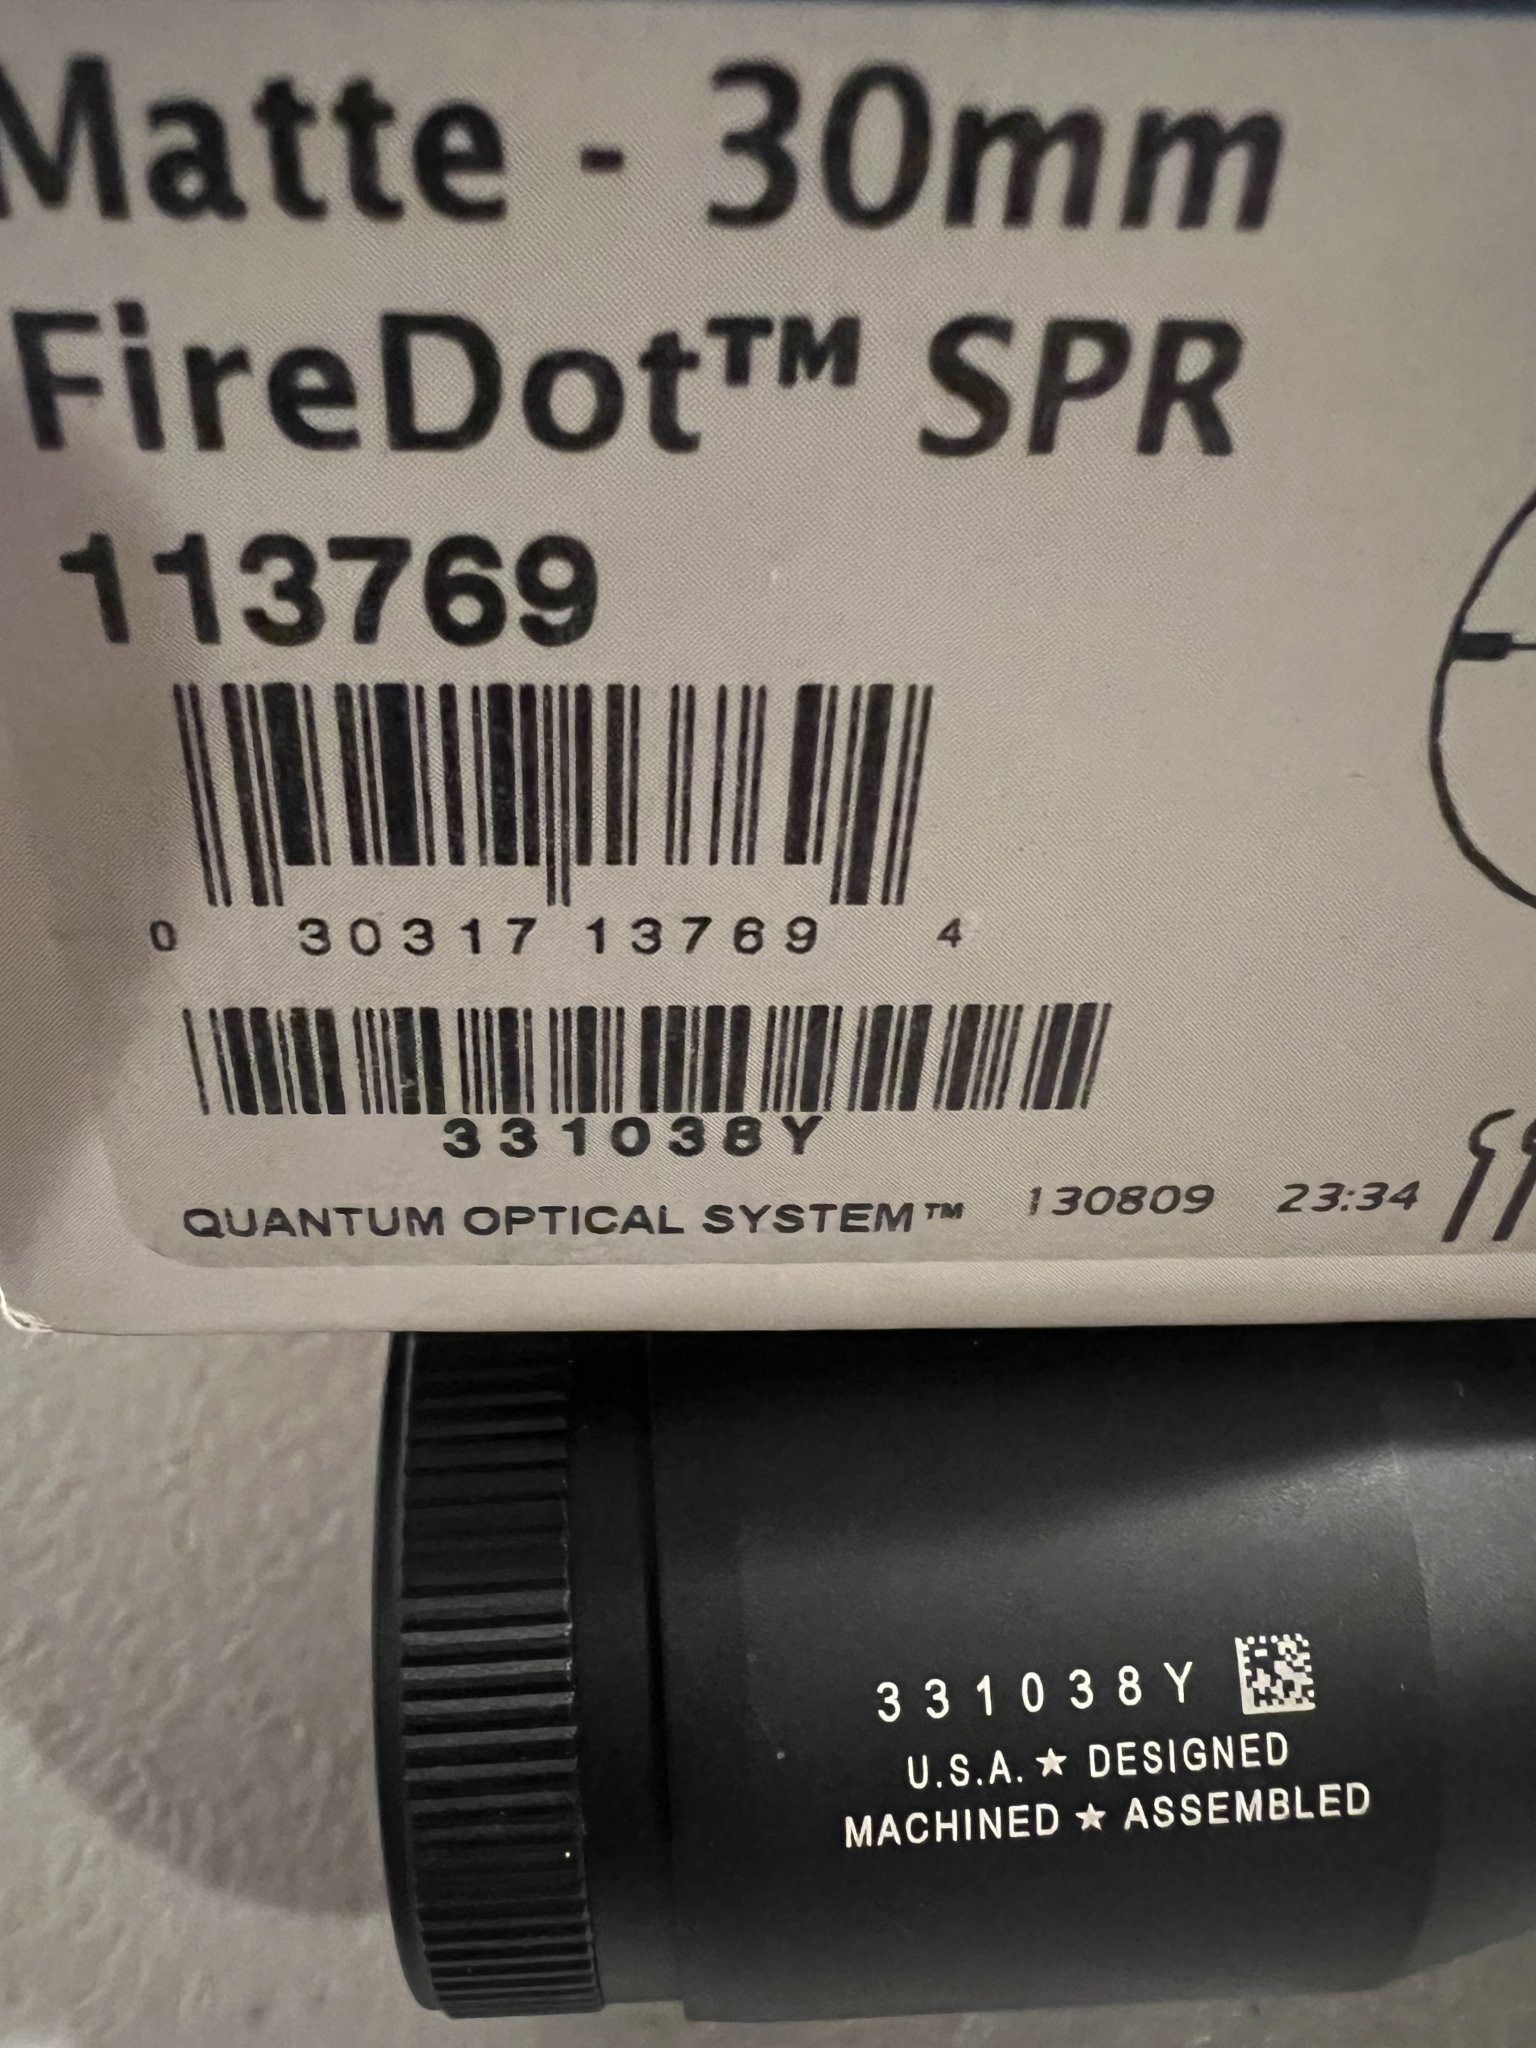 Matte - 30mm
FireDot™ SPR
113769
0 30317 13769 4
331038Y
QUANTUM OPTICAL SYSTEM™ 130809 23:34
331038Y
U.S.A. ★ DESIGNED
MACHINED ★ ASSEMBLED